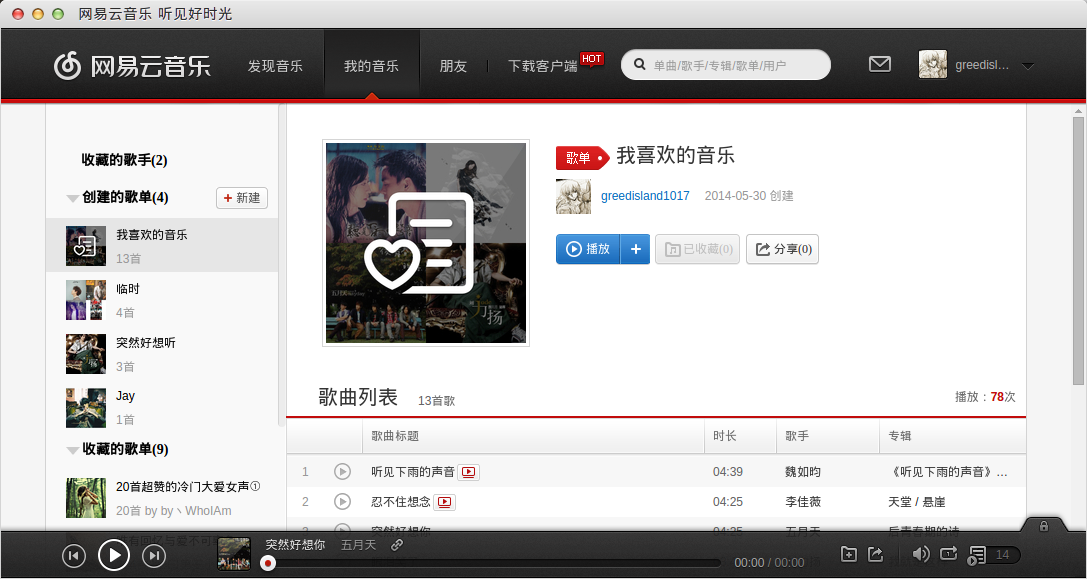 网易云音乐 听见好时光
网易云音乐 发现音乐 我的音乐 朋友 下载客户端 HOT 单曲/歌手/专辑/歌单/用户 greedisl...
收藏的歌手(2)
创建的歌单(4) + 新建
我喜欢的音乐
13首
临时
4首
突然好想听
3首
Jay
1首
收藏的歌单(9)
20首超赞的冷门大爱女声①
20首 by by丶WhoIAm
歌单 我喜欢的音乐
greedisland1017 2014-05-30 创建
播放 + 已收藏(0) 分享(0)
歌曲列表 13首歌 播放：78次
歌曲标题 时长 歌手 专辑
1 听见下雨的声音 04:39 魏如昀 《听见下雨的声音》...
2 忍不住想念 04:25 李佳薇 天堂 / 悬崖
3 突然好想你 04:25 五月天 后青春期的诗
突然好想你 五月天
00:00 / 00:00 14